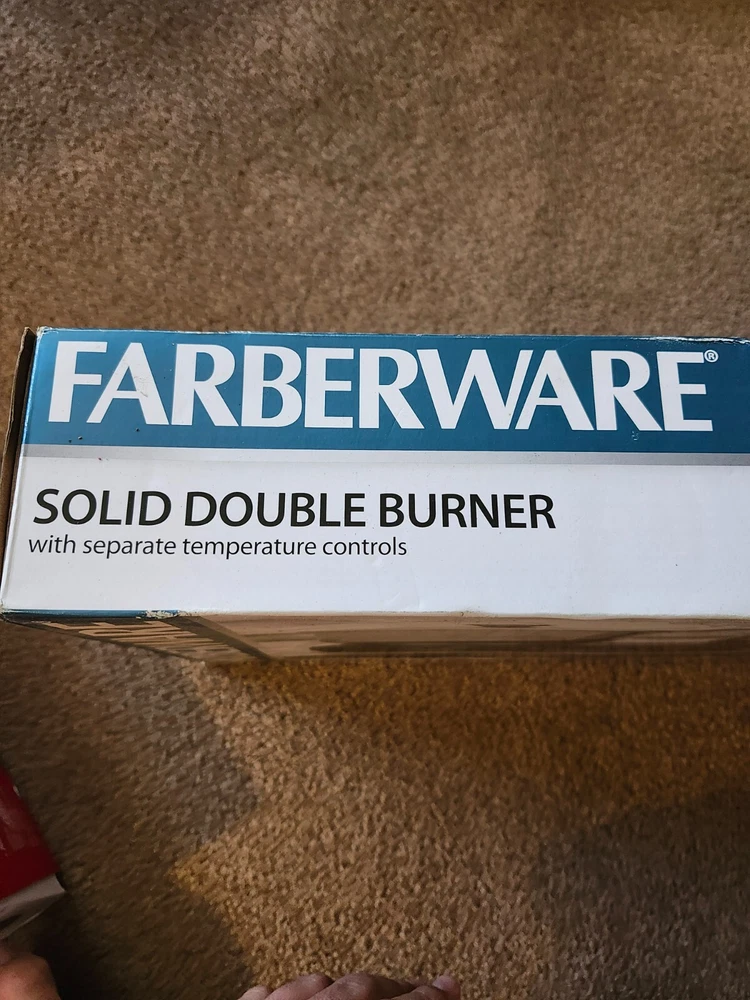 FARBERWARE®
SOLID DOUBLE BURNER
with separate temperature controls